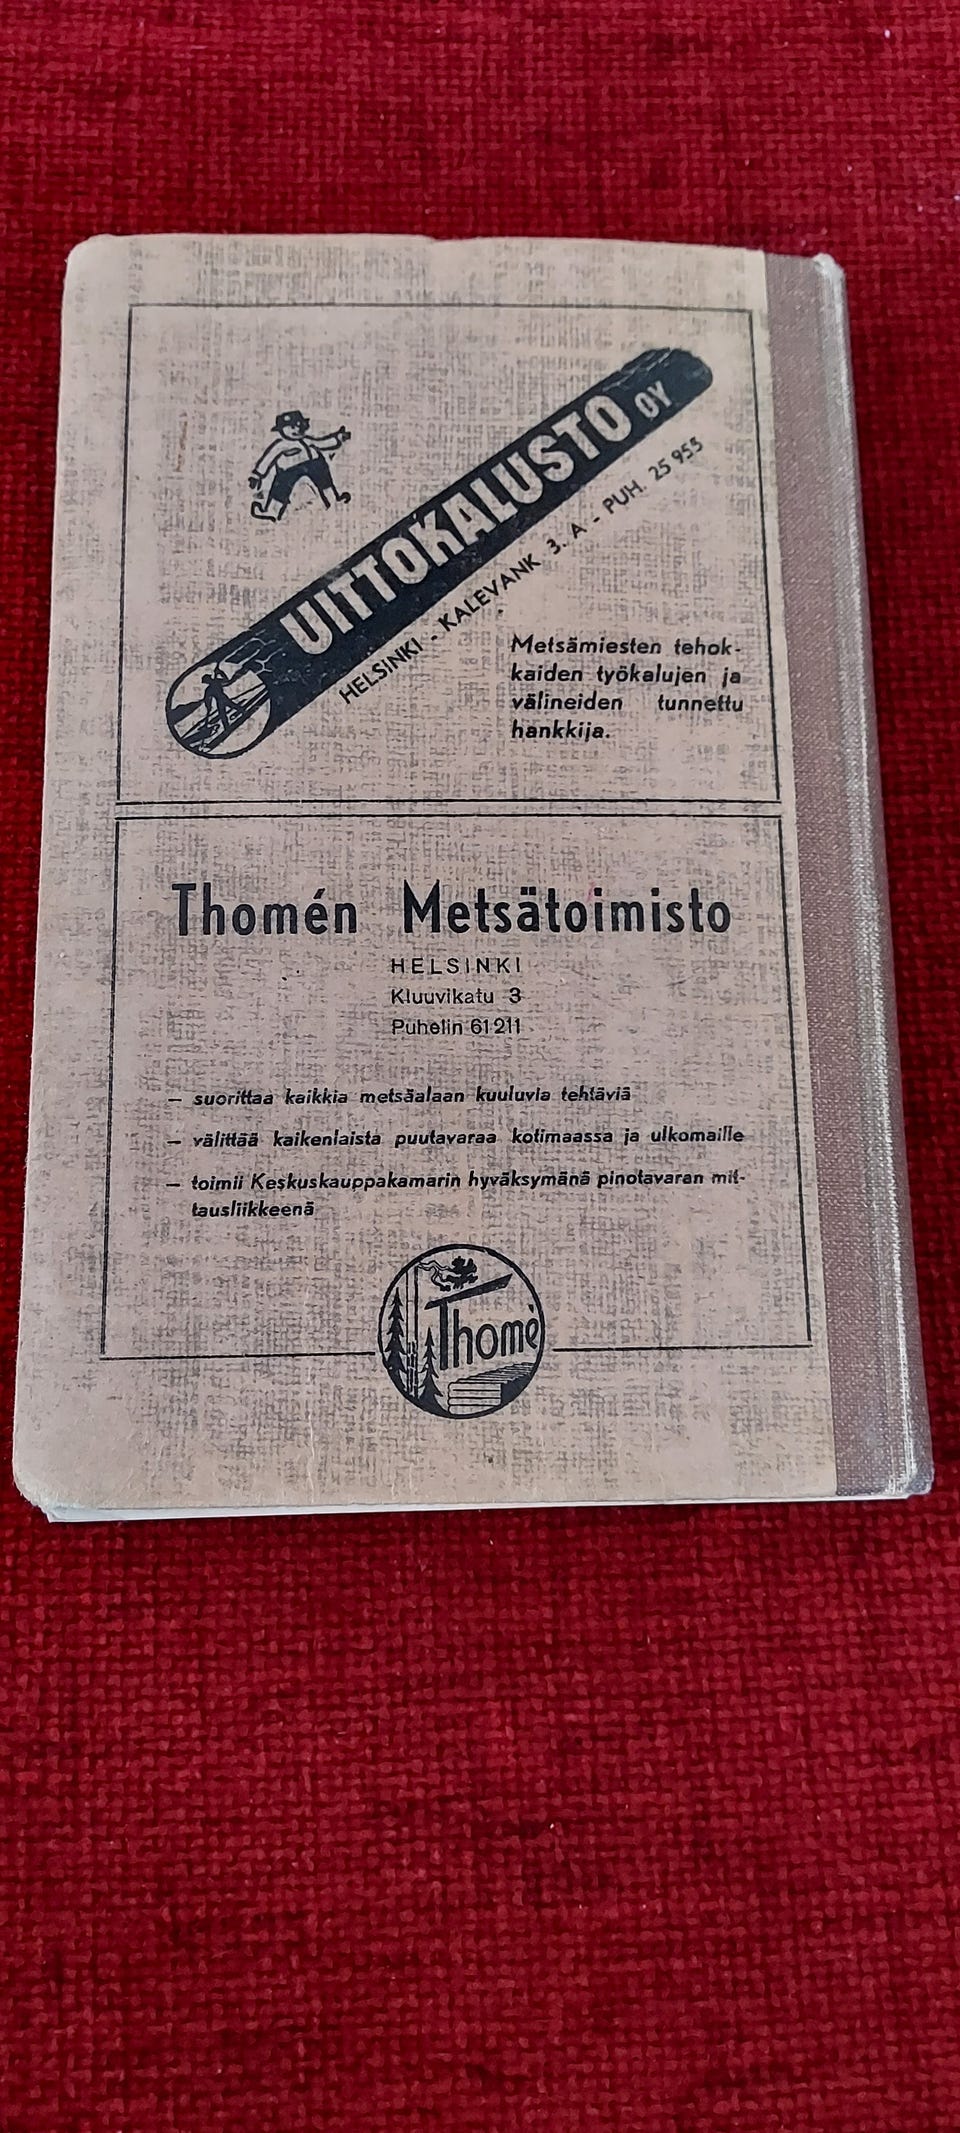 UITTOKALUSTO OY
HELSINKI - KALEVANK 3. A - PUH. 25 955
Metsämiesten tehok-
kaiden työkalujen ja
välineiden tunnettu
hankkija.
Thomén Metsätoimisto
HELSINKI
Kluuvikatu 3
Puhelin 61 211
— suorittaa kaikkia metsäalaan kuuluvia tehtäviä
— välittää kaikenlaista puutavaraa kotimaassa ja ulkomaille
— toimii Keskuskauppakamarin hyväksymänä pinotavaran mit-
tausliikkeenä
Thomé